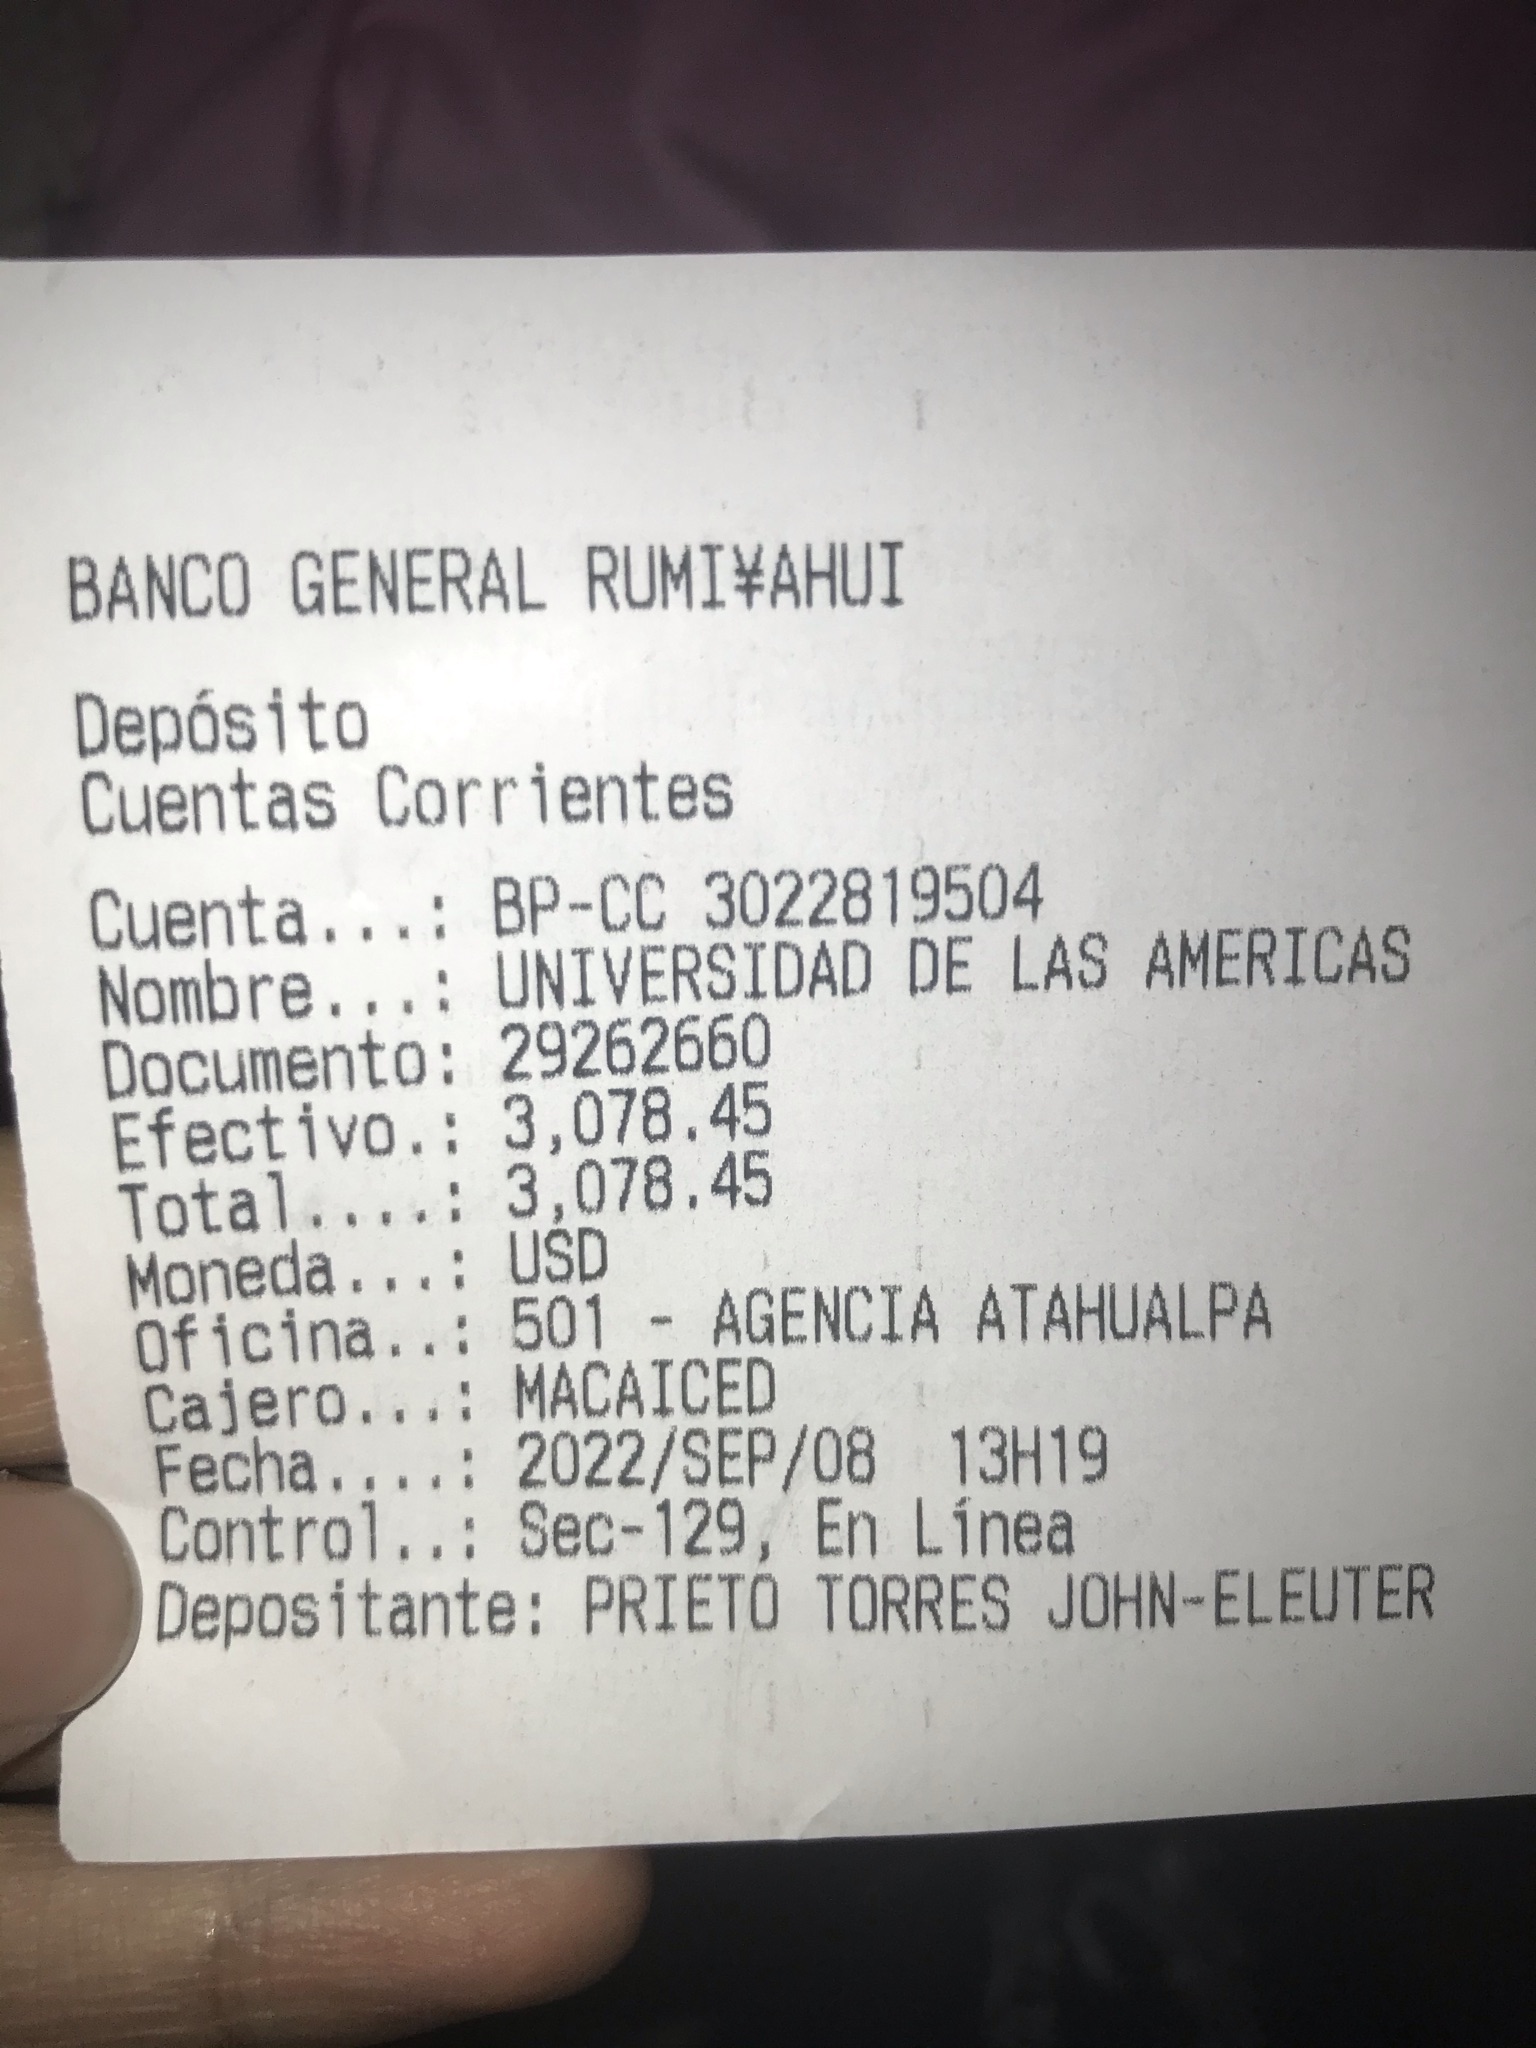 BANCO GENERAL RUMI¥AHUI
Depósito
Cuentas Corrientes
Cuenta...: BP-CC 3022819504
Nombre...: UNIVERSIDAD DE LAS AMERICAS
Documento: 29262660
Efectivo.: 3,078.45
Total....: 3,078.45
Moneda...: USD
Oficina..: 501 - AGENCIA ATAHUALPA
Cajero...: MACAICED
Fecha....: 2022/SEP/08  13H19
Control..: Sec-129, En Línea
Depositante: PRIETO TORRES JOHN-ELEUTER